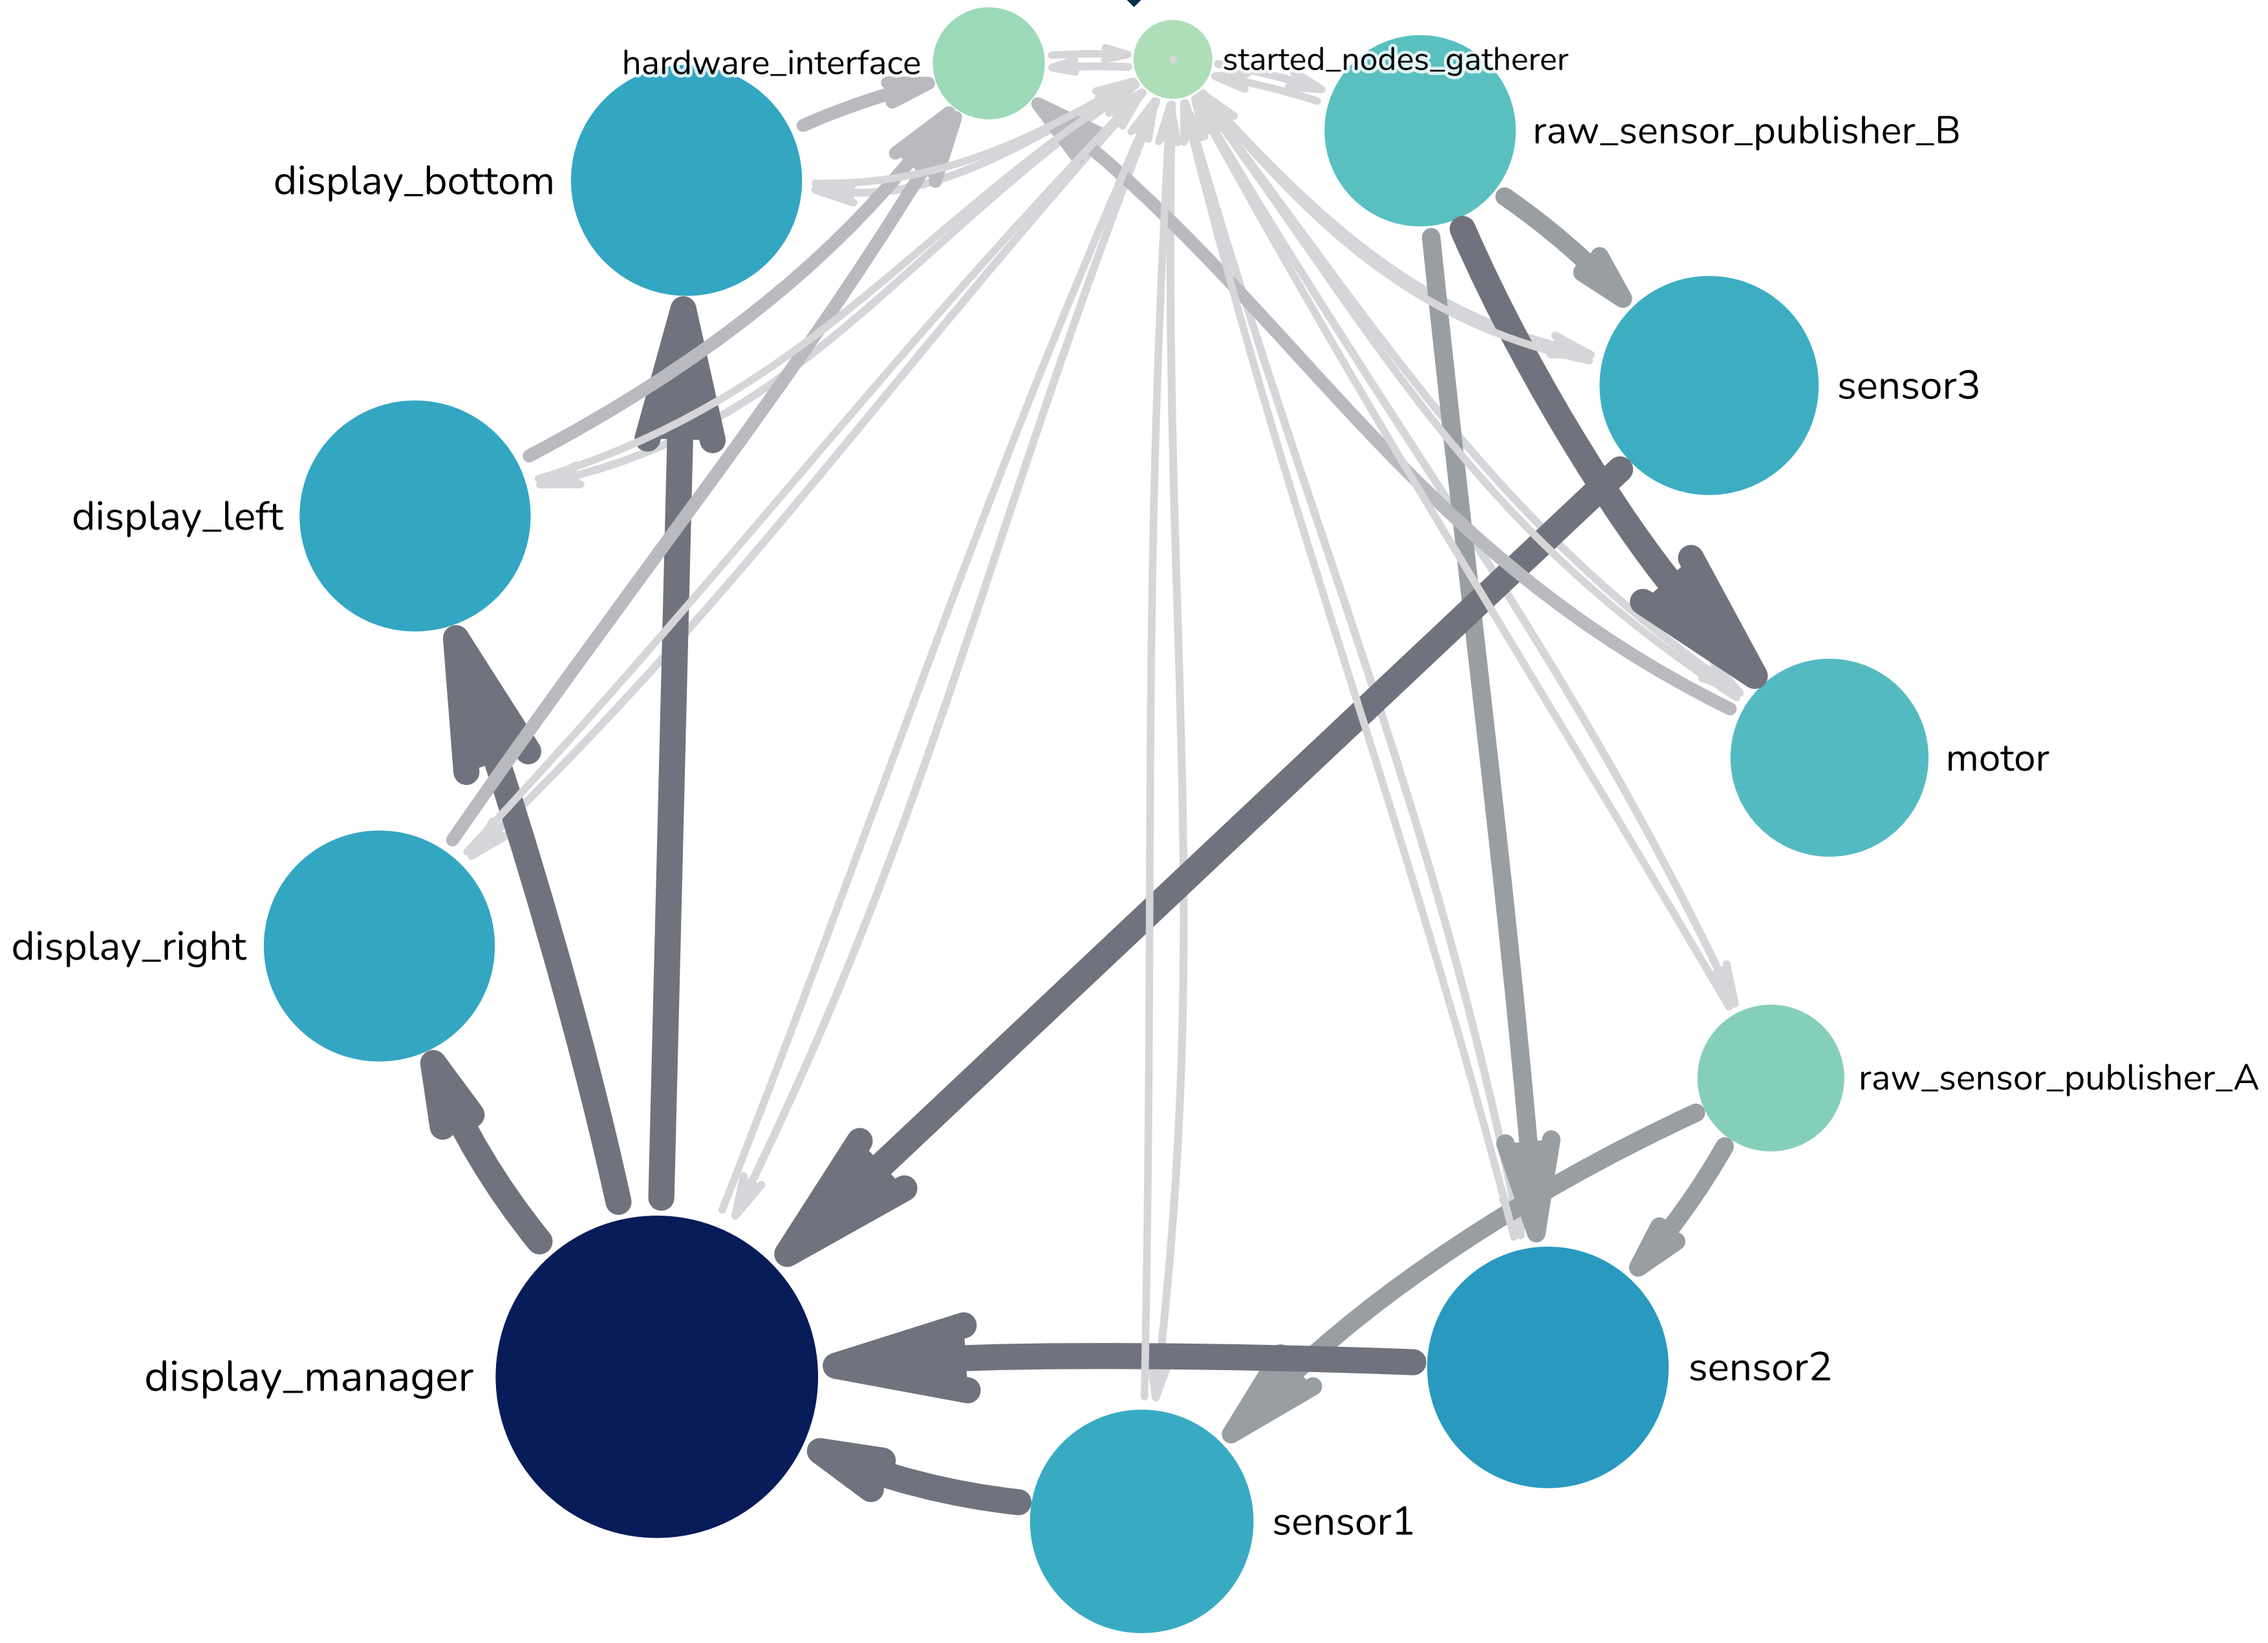 hardware_interface
started_nodes_gatherer
raw_sensor_publisher_B
display_bottom
sensor3
display_left
motor
display_right
raw_sensor_publisher_A
sensor2
display_manager
sensor1